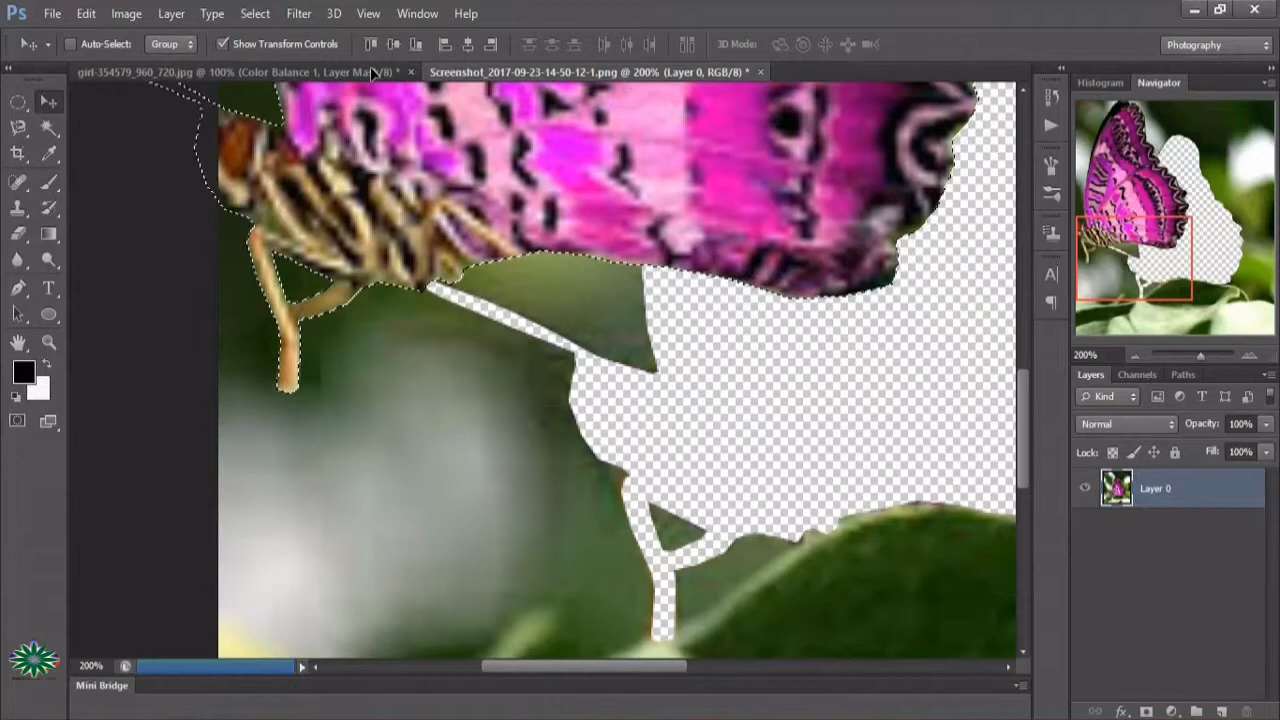 Ps File Edit Image Layer Type Select Filter 3D View Window Help
Auto-Select: Group Show Transform Controls 3D Mode: Photography
girl-354579_960_720.jpg @ 100% (Color Balance 1, Layer Mask/8) * × Screenshot_2017-09-23-14-50-12-1.png @ 200% (Layer 0, RGB/8) * ×
Histogram Navigator
200%
Layers Channels Paths
Kind
Normal Opacity: 100%
Lock: Fill: 100%
Layer 0
200%
Mini Bridge